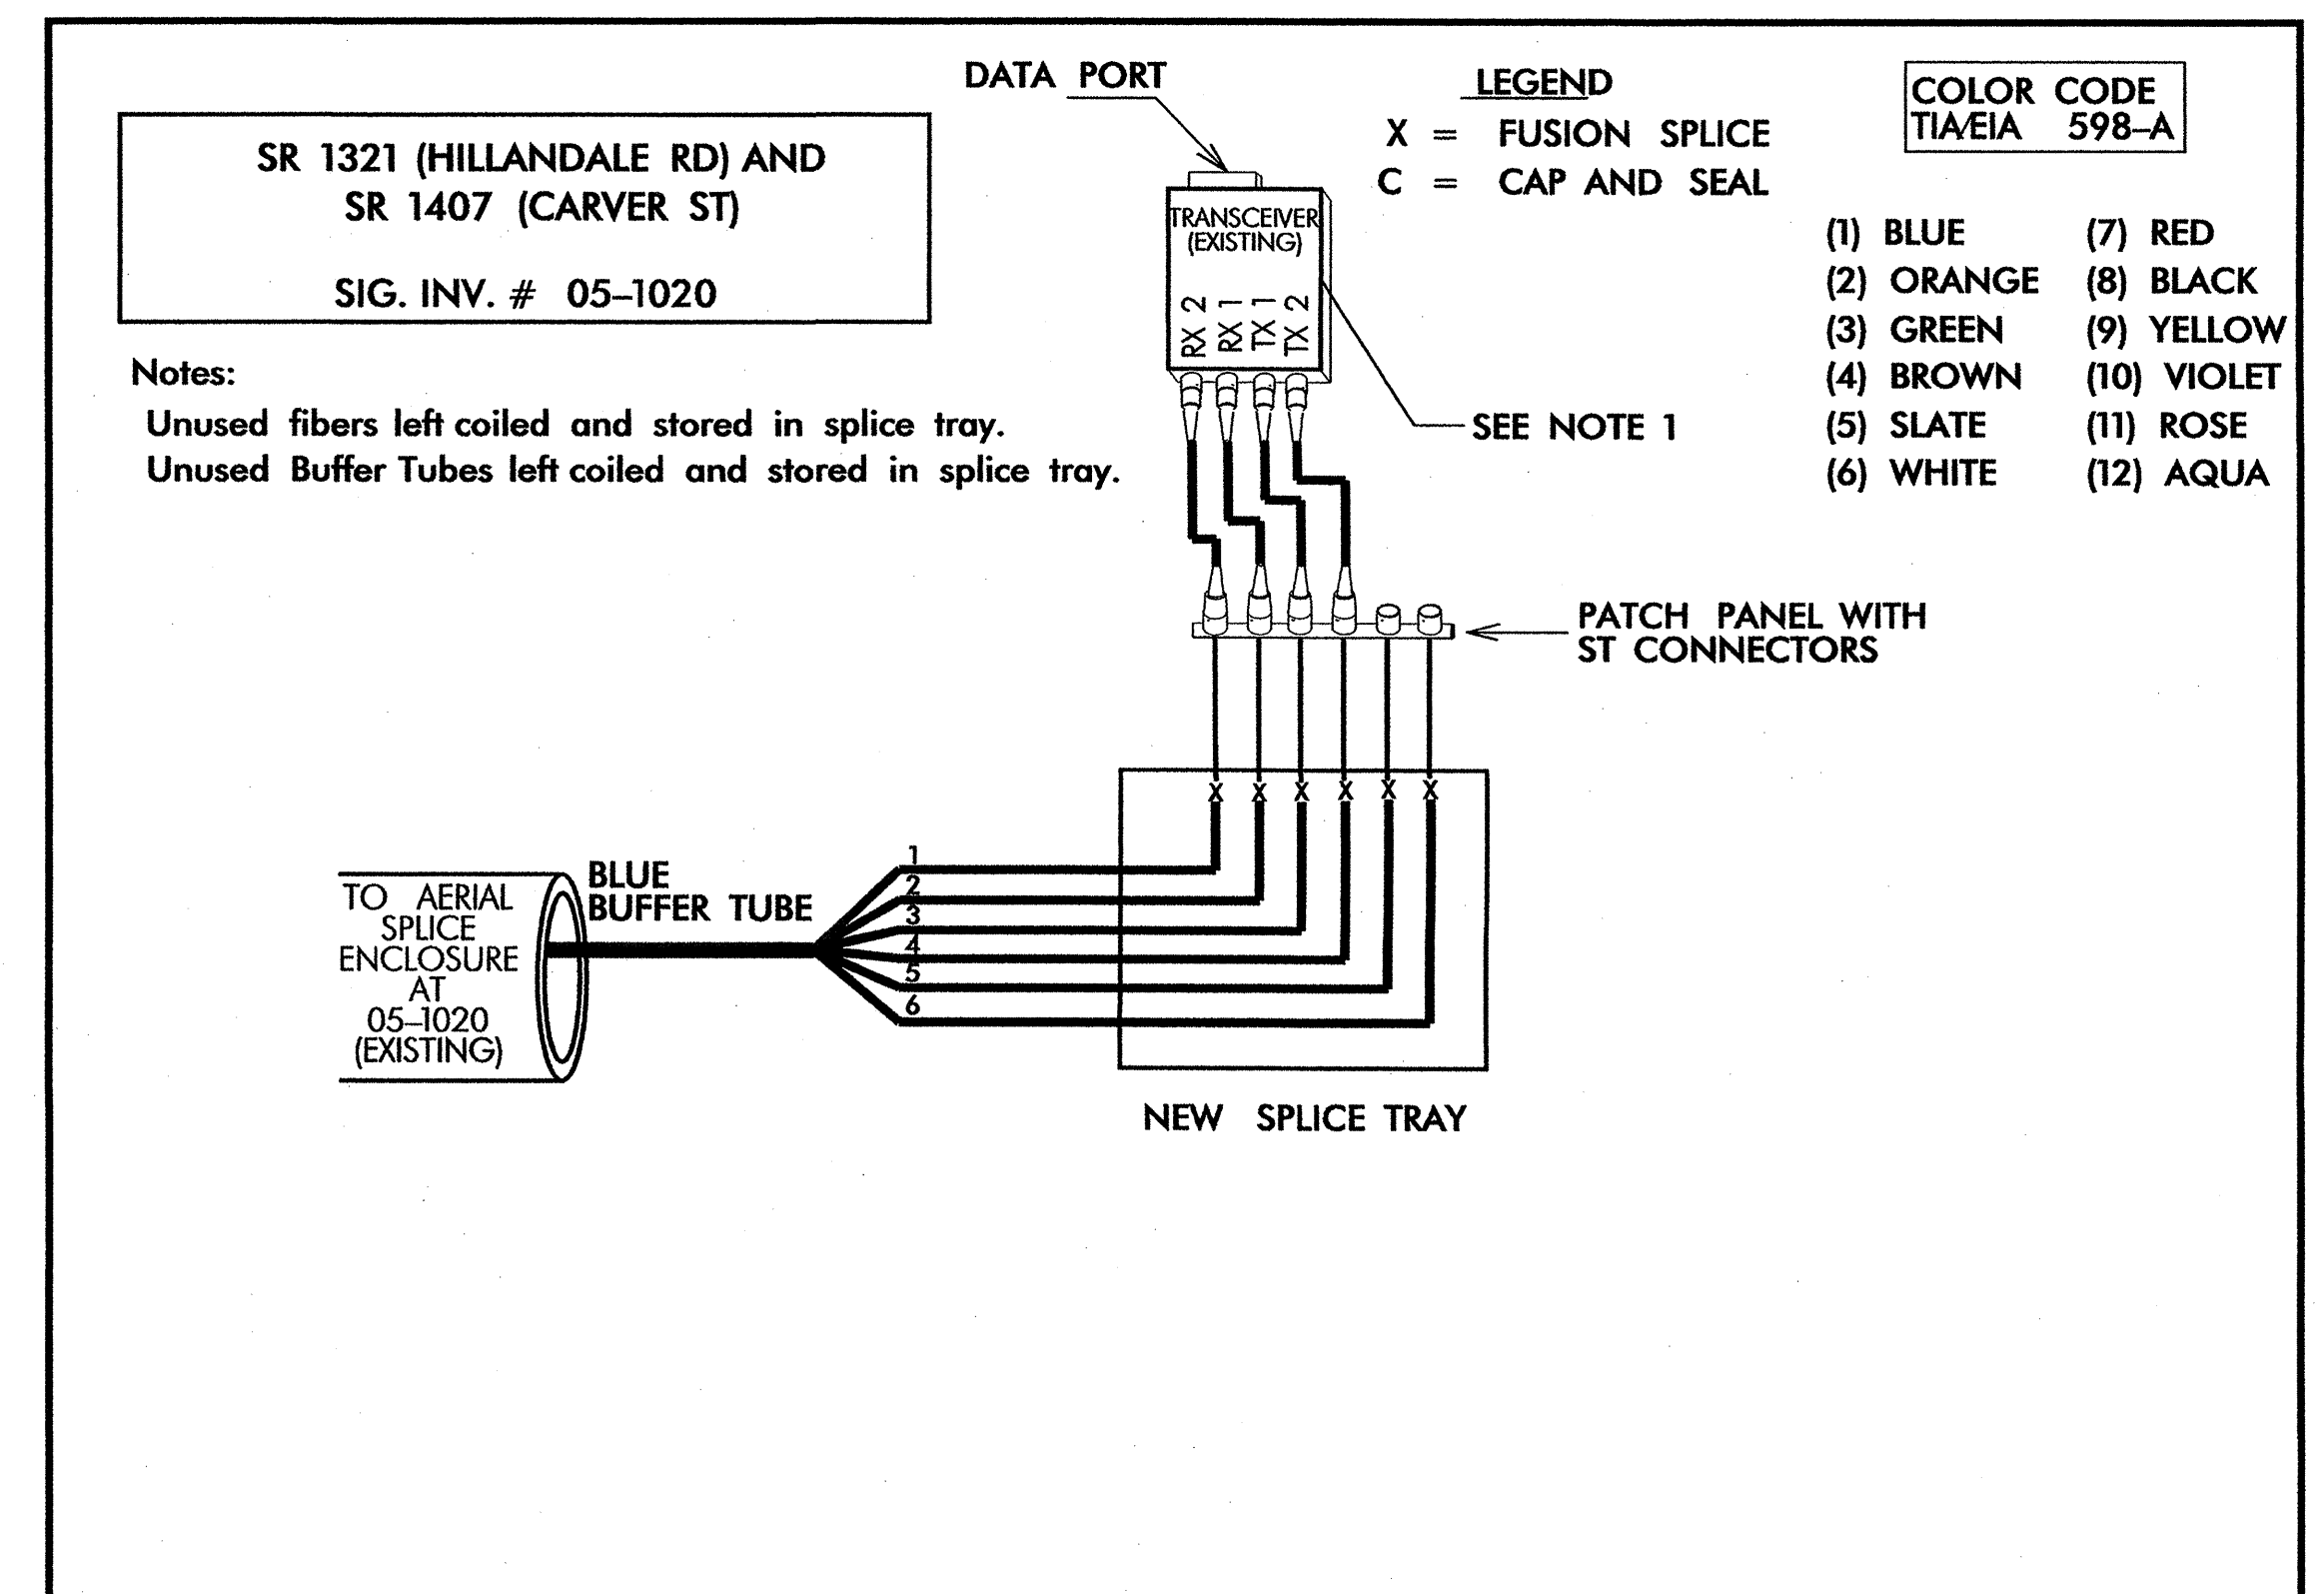 DATA PORT
LEGEND
X = FUSION SPLICE
C = CAP AND SEAL
COLOR CODE
TIA/EIA 598-A
SR 1321 (HILLANDALE RD) AND
SR 1407 (CARVER ST)
SIG. INV. # 05-1020
TRANSCEIVER
(EXISTING)
RX 2
RX 1
TX 1
TX 2
(1) BLUE
(2) ORANGE
(3) GREEN
(4) BROWN
(5) SLATE
(6) WHITE
(7) RED
(8) BLACK
(9) YELLOW
(10) VIOLET
(11) ROSE
(12) AQUA
Notes:
Unused fibers left coiled and stored in splice tray.
Unused Buffer Tubes left coiled and stored in splice tray.
SEE NOTE 1
PATCH PANEL WITH
ST CONNECTORS
X X X X X X
BLUE
BUFFER TUBE
1
2
3
4
5
6
TO AERIAL
SPLICE
ENCLOSURE
AT
05-1020
(EXISTING)
NEW SPLICE TRAY